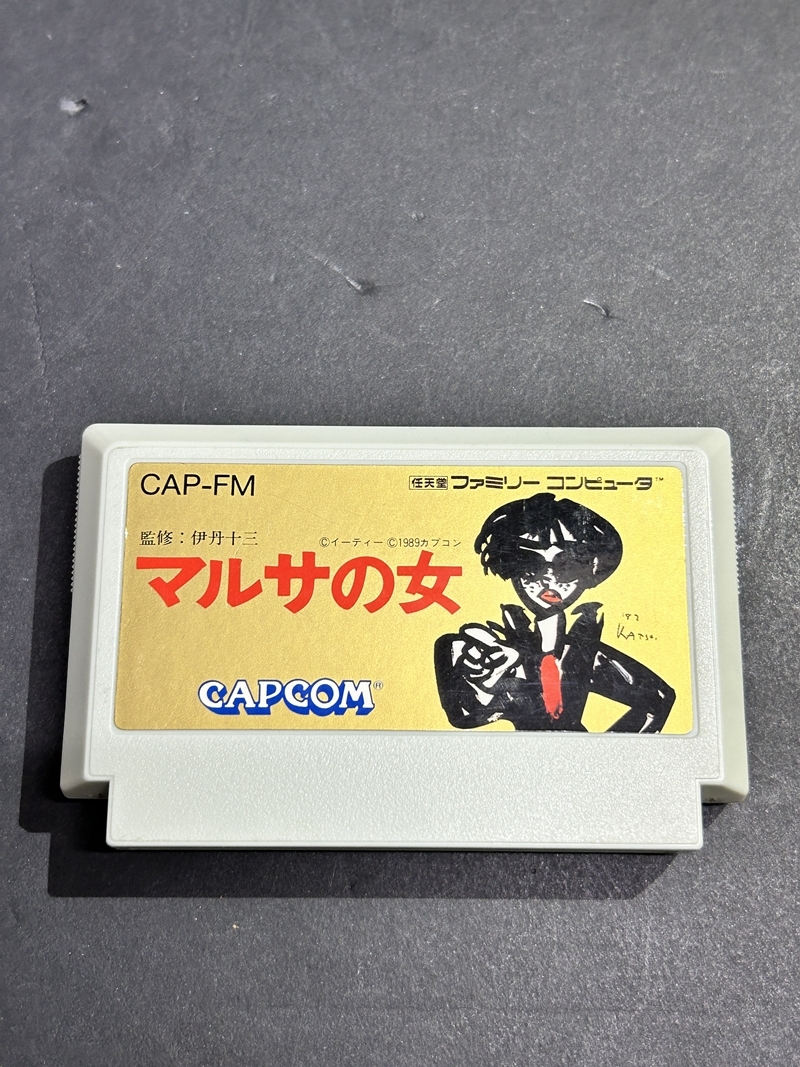 CAP-FM
任天堂 ファミリー コンピュータ™
監修：伊丹十三
©イーティー ©1989カプコン
マルサの女
'87
KATSU.
CAPCOM®